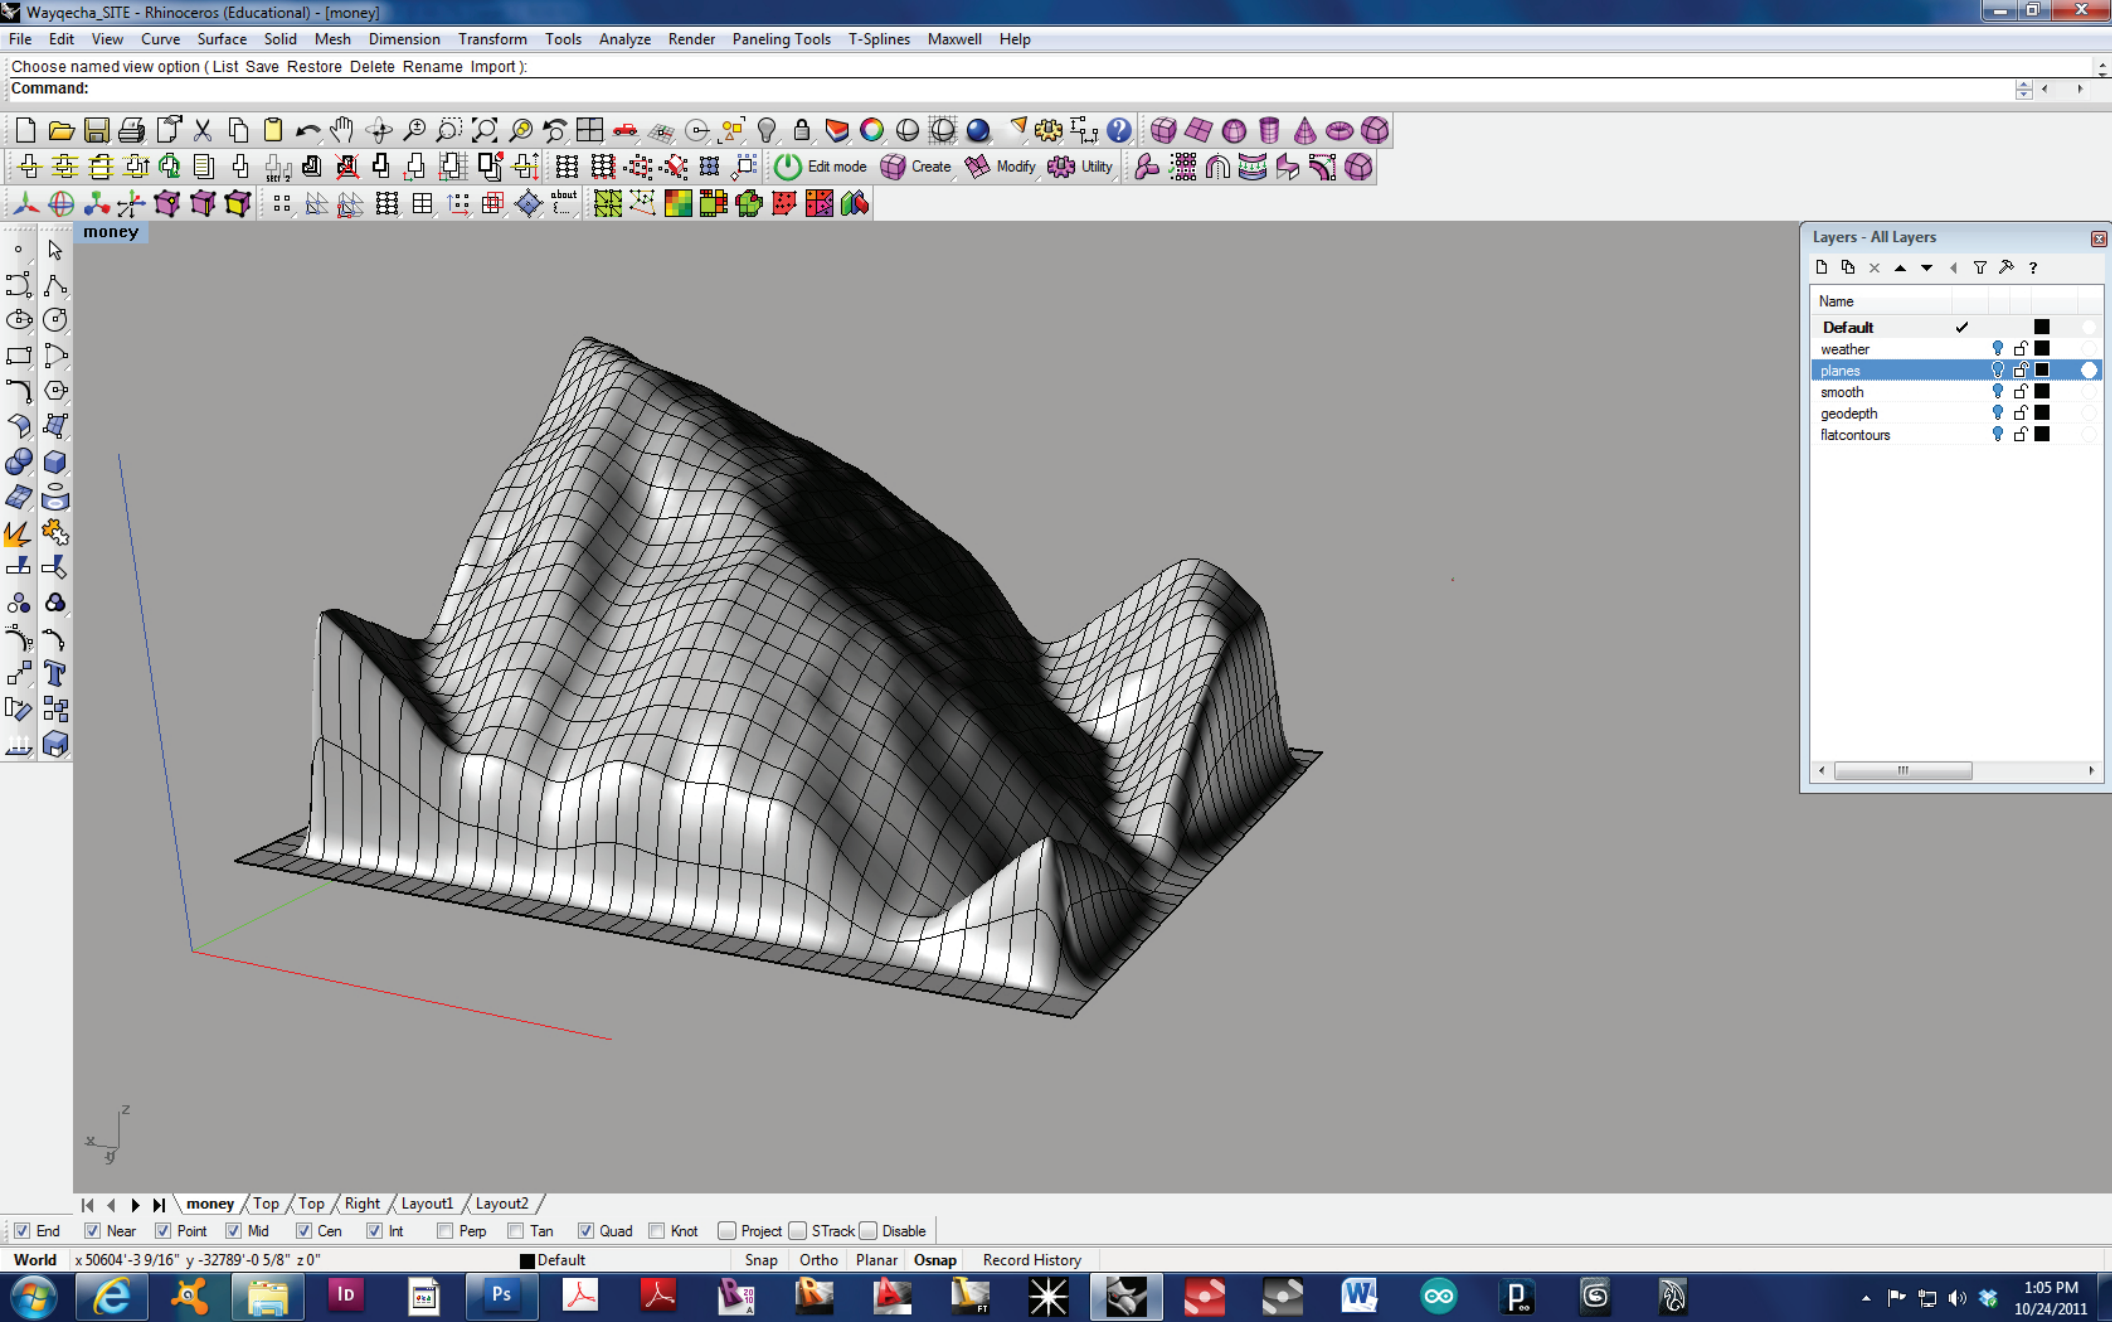 Wayqecha_SITE - Rhinoceros (Educational) - [money]
File Edit View Curve Surface Solid Mesh Dimension Transform Tools Analyze Render Paneling Tools T-Splines Maxwell Help
Choose named view option ( List Save Restore Delete Rename Import ):
Command:
Edit mode Create Modify Utility
about
money
Layers - All Layers
Name
Default
weather
planes
smooth
geodepth
flatcontours
z
x
y
money Top Top Right Layout1 Layout2
End Near Point Mid Cen Int Perp Tan Quad Knot Project STrack Disable
World x 50604'-3 9/16" y -32789'-0 5/8" z 0" Default Snap Ortho Planar Osnap Record History
ID Ps FT W P
1:05 PM
10/24/2011